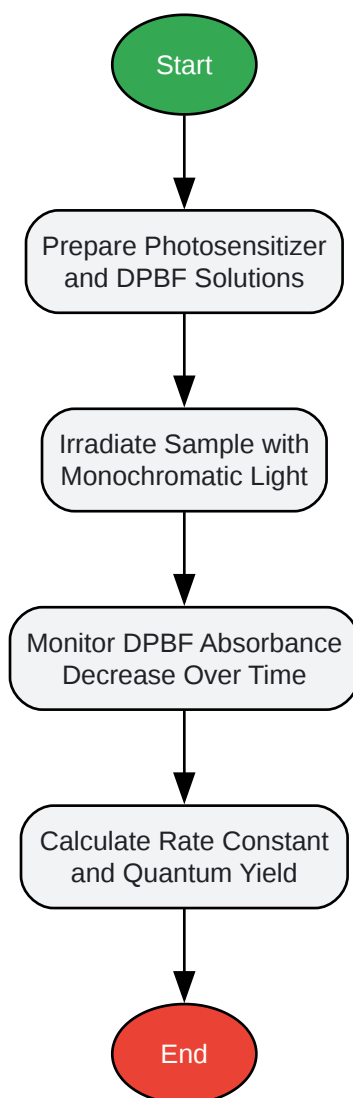 Start
Prepare Photosensitizer
and DPBF Solutions
Irradiate Sample with
Monochromatic Light
Monitor DPBF Absorbance
Decrease Over Time
Calculate Rate Constant
and Quantum Yield
End